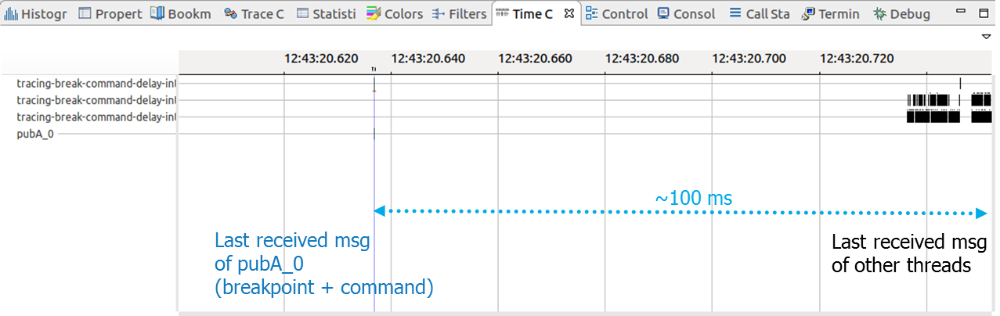 Histogr Propert Bookm Trace C Statisti Colors Filters Time C Control Consol Call Sta Termin Debug
12:43:20.620 12:43:20.640 12:43:20.660 12:43:20.680 12:43:20.700 12:43:20.720
tracing-break-command-delay-int
tracing-break-command-delay-int
tracing-break-command-delay-int
pubA_0
~100 ms
Last received msg
of pubA_0
(breakpoint + command)
Last received msg
of other threads